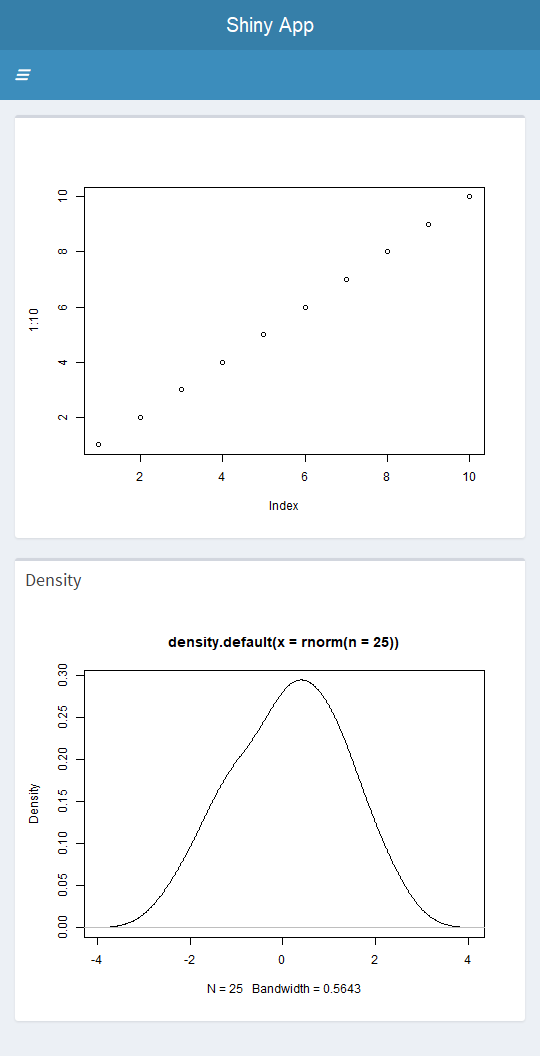 Shiny App
10
8
6
4
2
1:10
2 4 6 8 10
Index
Density
density.default(x = rnorm(n = 25))
0.30
0.25
0.20
0.15
0.10
0.05
0.00
Density
-4 -2 0 2 4
N = 25 Bandwidth = 0.5643